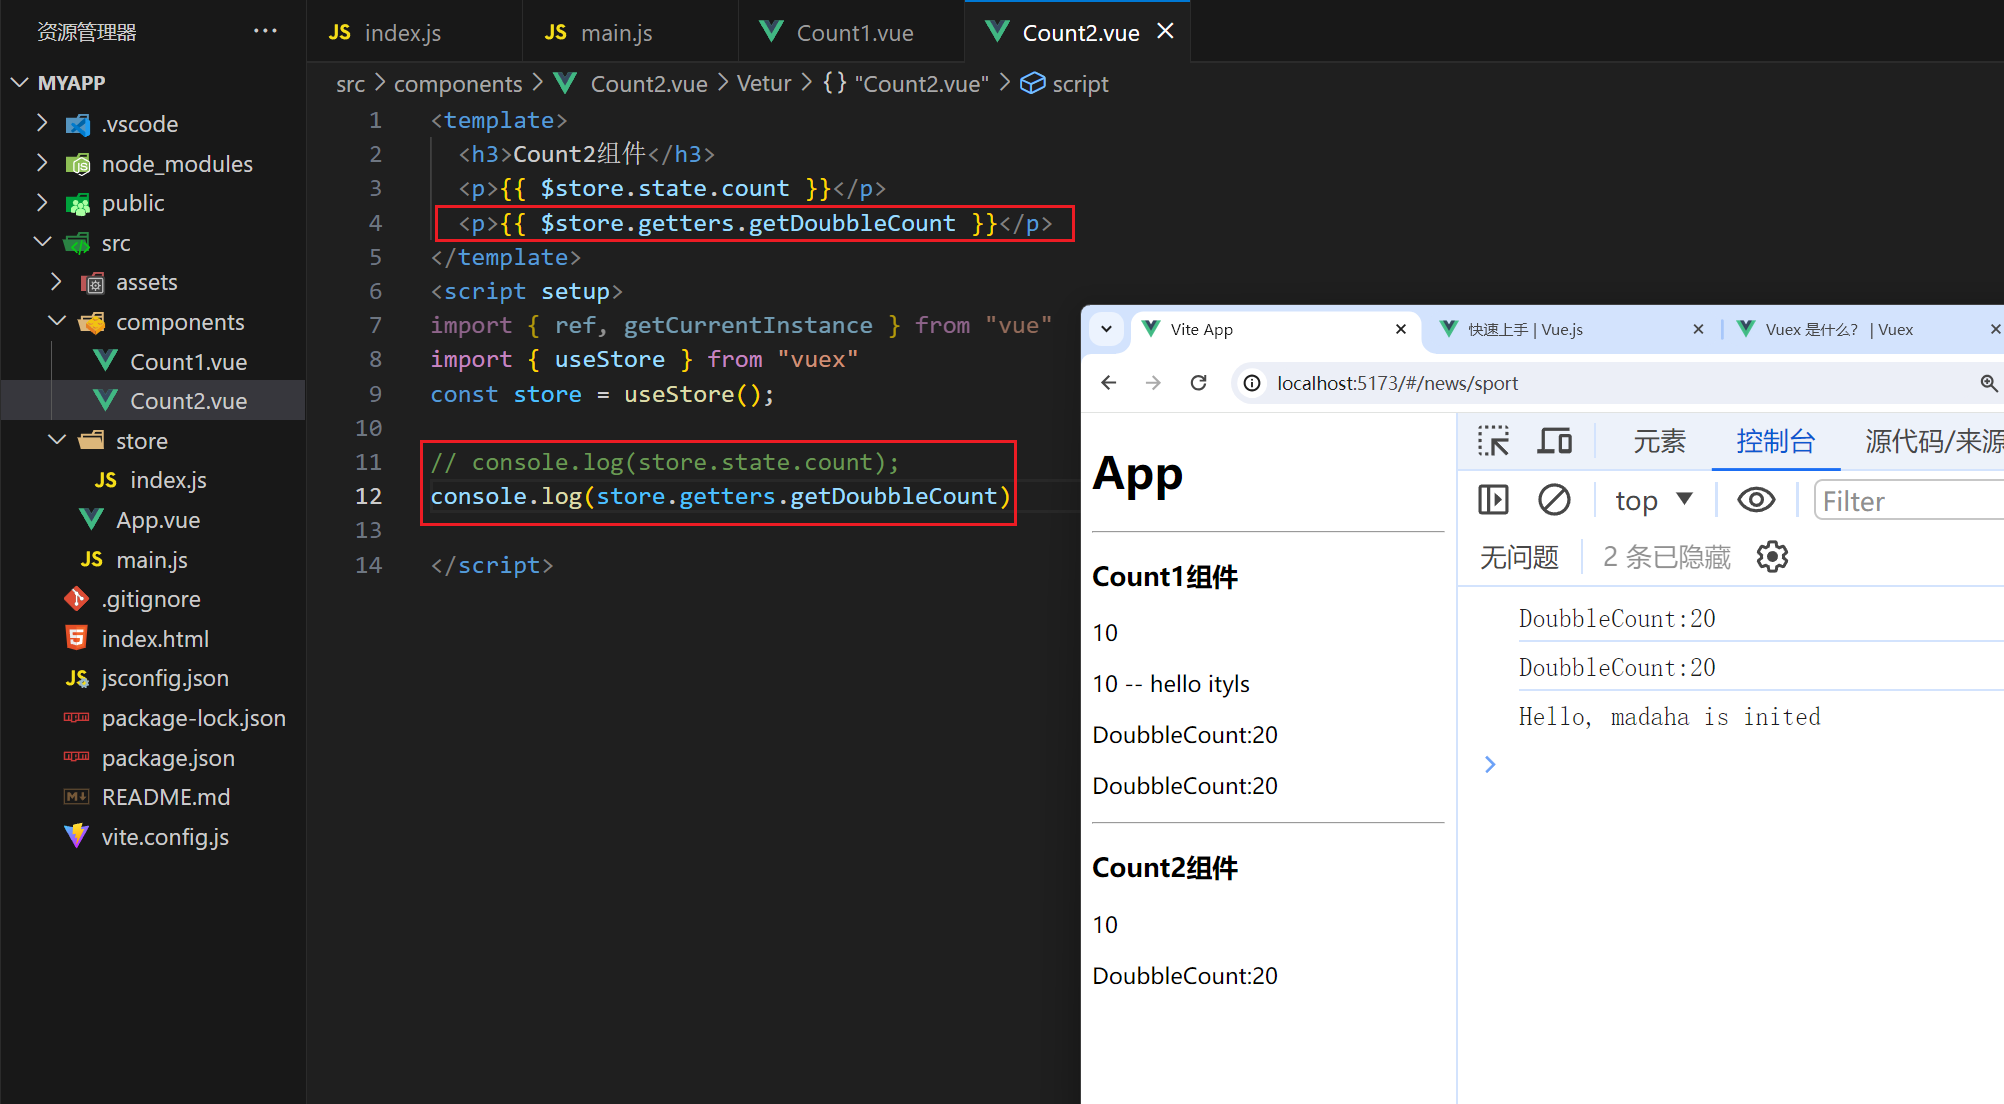 资源管理器
MYAPP
.vscode
node_modules
public
src
assets
components
Count1.vue
Count2.vue
store
JS index.js
App.vue
JS main.js
.gitignore
index.html
JS jsconfig.json
package-lock.json
package.json
README.md
vite.config.js
JS index.js
JS main.js
Count1.vue
Count2.vue
src > components > Count2.vue > Vetur > {} "Count2.vue" > script
1 <template>
2 <h3>Count2组件</h3>
3 <p>{{ $store.state.count }}</p>
4 <p>{{ $store.getters.getDoubbleCount }}</p>
5 </template>
6 <script setup>
7 import { ref, getCurrentInstance } from "vue"
8 import { useStore } from "vuex"
9 const store = useStore();
10
11 // console.log(store.state.count);
12 console.log(store.getters.getDoubbleCount)
13
14 </script>
Vite App
快速上手 | Vue.js
Vuex 是什么? | Vuex
localhost:5173/#/news/sport
App
Count1组件
10
10 -- hello ityls
DoubbleCount:20
DoubbleCount:20
Count2组件
10
DoubbleCount:20
元素 控制台 源代码/来源
top Filter
无问题 2 条已隐藏
DoubbleCount:20
DoubbleCount:20
Hello, madaha is inited